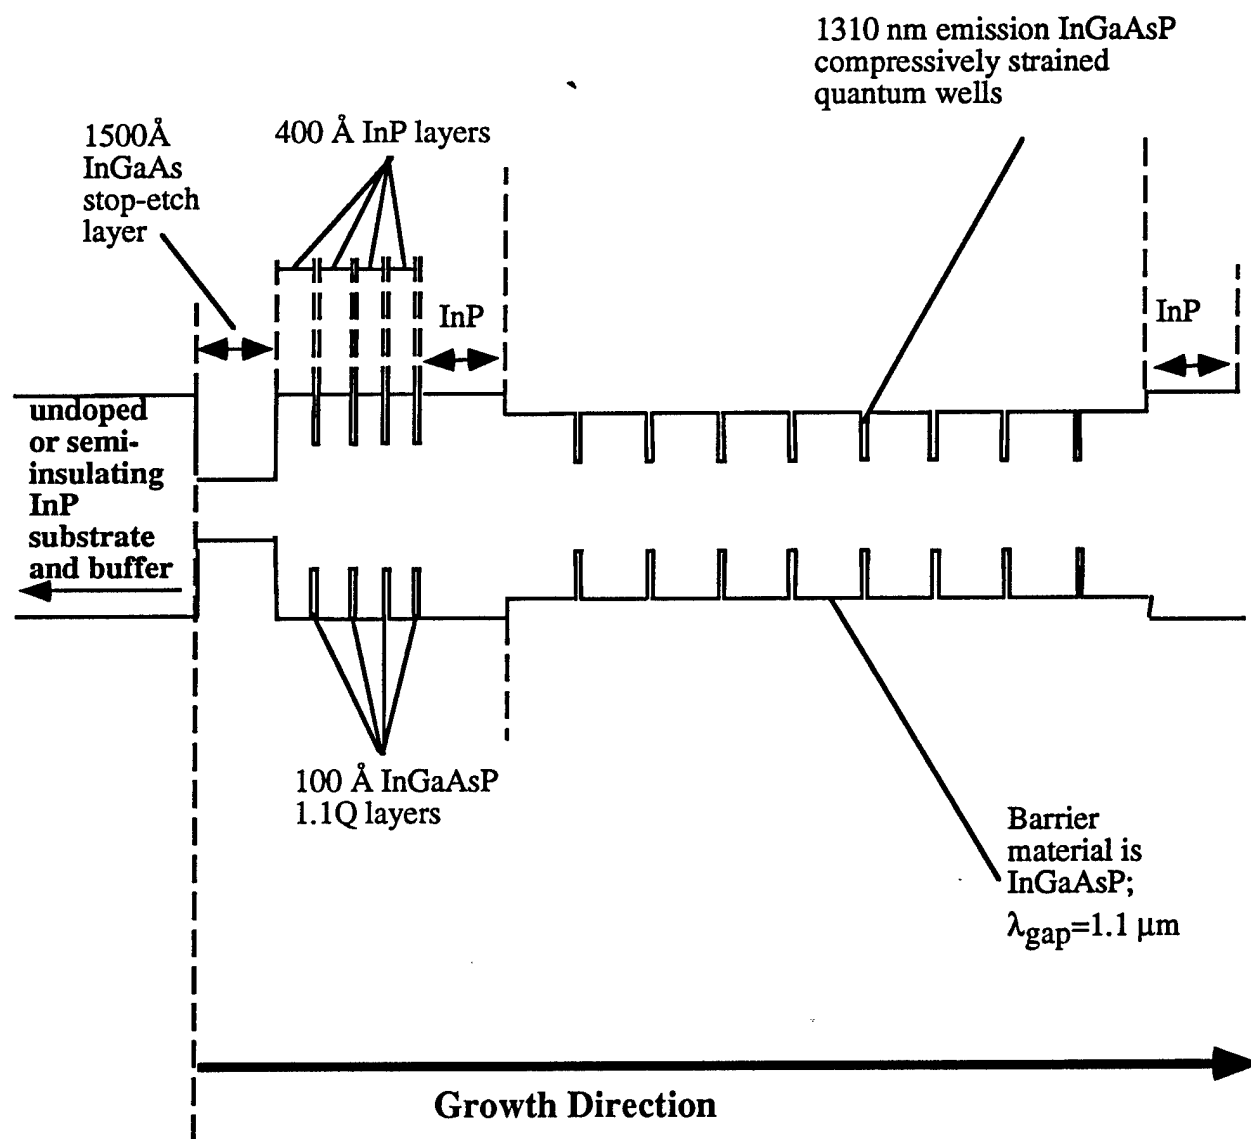 1310 nm emission InGaAsP
compressively strained
quantum wells
1500Å
InGaAs
stop-etch
layer
400 Å InP layers
InP
InP
undoped
or semi-
insulating
InP
substrate
and buffer
100 Å InGaAsP
1.1Q layers
Barrier
material is
InGaAsP;
λgap=1.1 μm
Growth Direction